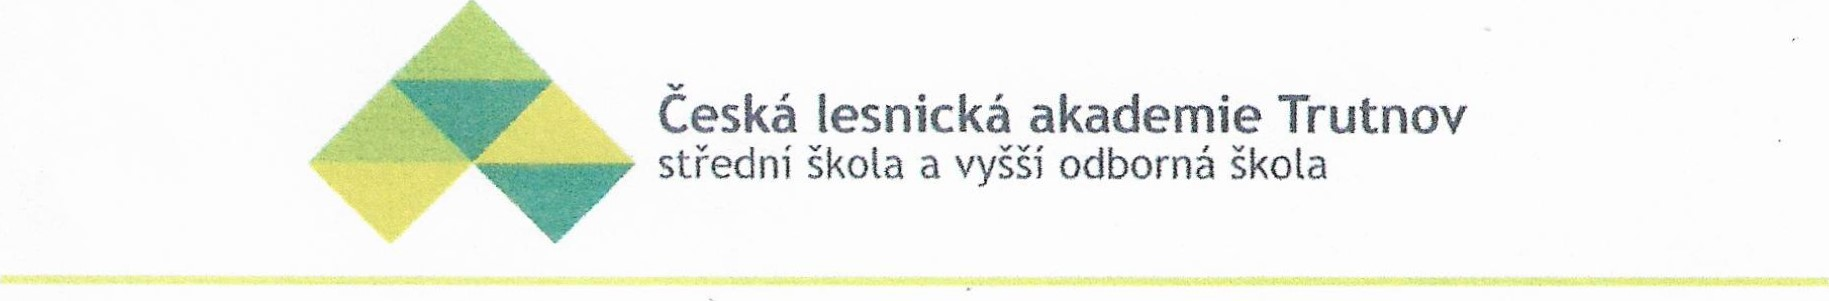 Česká lesnická akademie Trutnov
střední škola a vyšší odborná škola